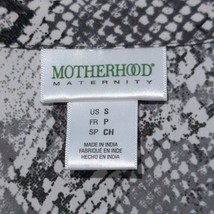 MOTHERHOOD®
MATERNITY
US S
FR P
SP CH
MADE IN INDIA
FABRIQUE EN INDE
HECHO EN INDIA